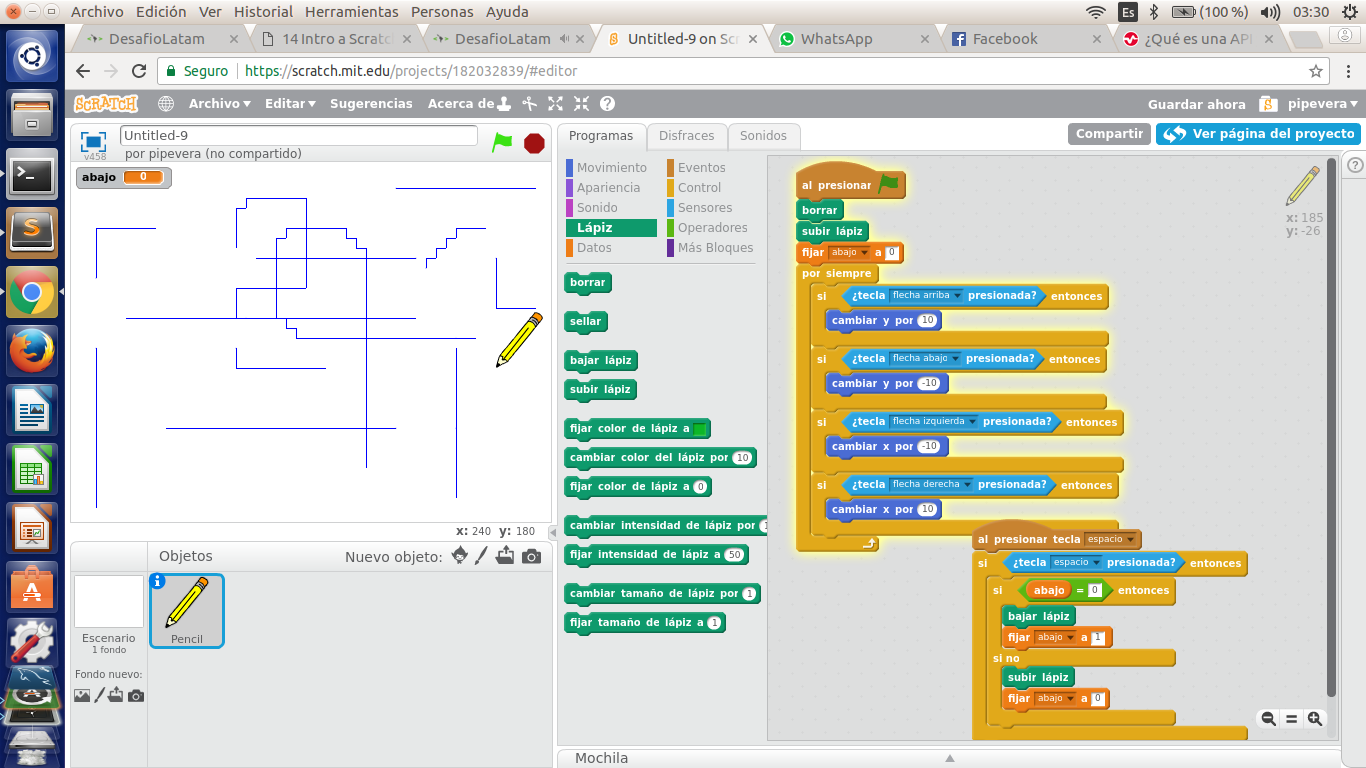 Archivo Edición Ver Historial Herramientas Personas Ayuda
Es (100 %) 03:30
DesafioLatam
14 Intro a Scratc
DesafioLatam
Untitled-9 on Scr
WhatsApp
Facebook
¿Qué es una API
Seguro https://scratch.mit.edu/projects/182032839/#editor
SCRATCH Archivo Editar Sugerencias Acerca de
Guardar ahora pipevera
v458
Untitled-9
por pipevera (no compartido)
Programas Disfraces Sonidos
Compartir Ver página del proyecto
abajo 0
Movimiento
Apariencia
Sonido
Lápiz
Datos
Eventos
Control
Sensores
Operadores
Más Bloques
borrar
sellar
bajar lápiz
subir lápiz
fijar color de lápiz a
cambiar color del lápiz por 10
fijar color de lápiz a 0
cambiar intensidad de lápiz por 1
fijar intensidad de lápiz a 50
cambiar tamaño de lápiz por 1
fijar tamaño de lápiz a 1
al presionar
borrar
subir lápiz
fijar abajo a 0
por siempre
si ¿tecla flecha arriba presionada? entonces
cambiar y por 10
si ¿tecla flecha abajo presionada? entonces
cambiar y por -10
si ¿tecla flecha izquierda presionada? entonces
cambiar x por -10
si ¿tecla flecha derecha presionada? entonces
cambiar x por 10
al presionar tecla espacio
si ¿tecla espacio presionada? entonces
si abajo = 0 entonces
bajar lápiz
fijar abajo a 1
si no
subir lápiz
fijar abajo a 0
x: 185
y: -26
x: 240 y: 180
Objetos Nuevo objeto:
Escenario
1 fondo
Fondo nuevo:
Pencil
Mochila